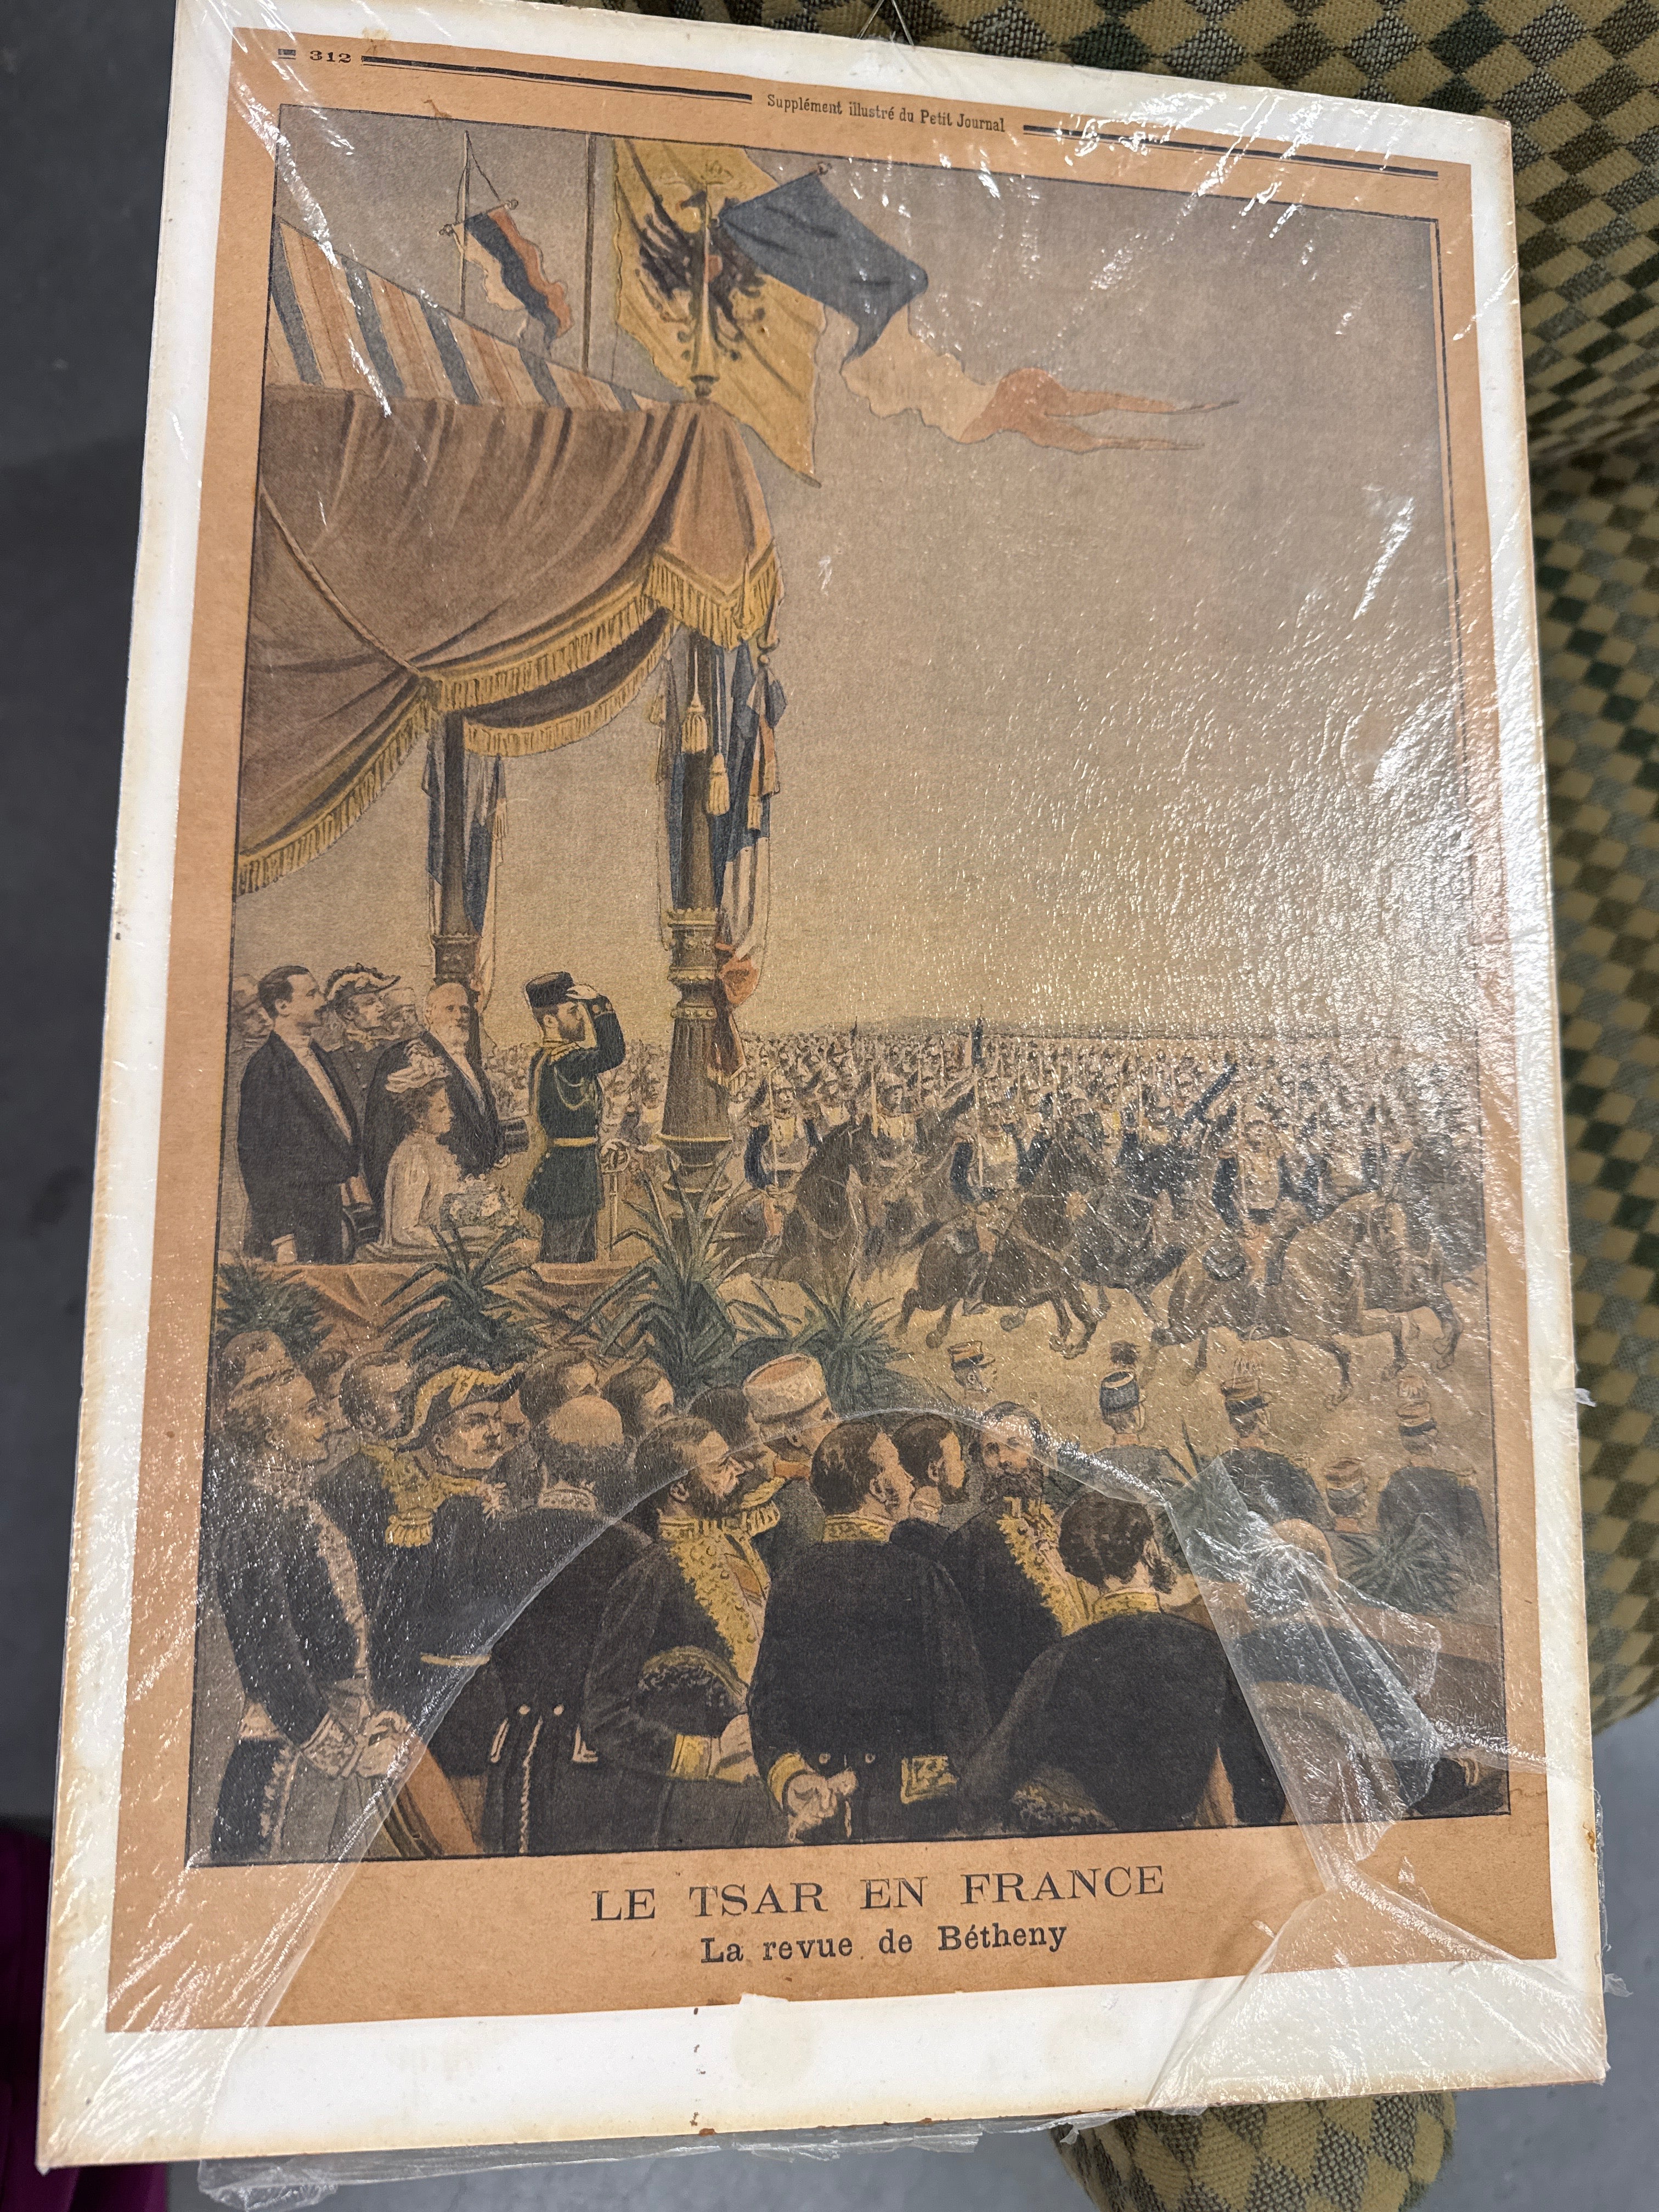 312
Supplément illustré du Petit Journal
LE TSAR EN FRANCE
La revue de Bétheny